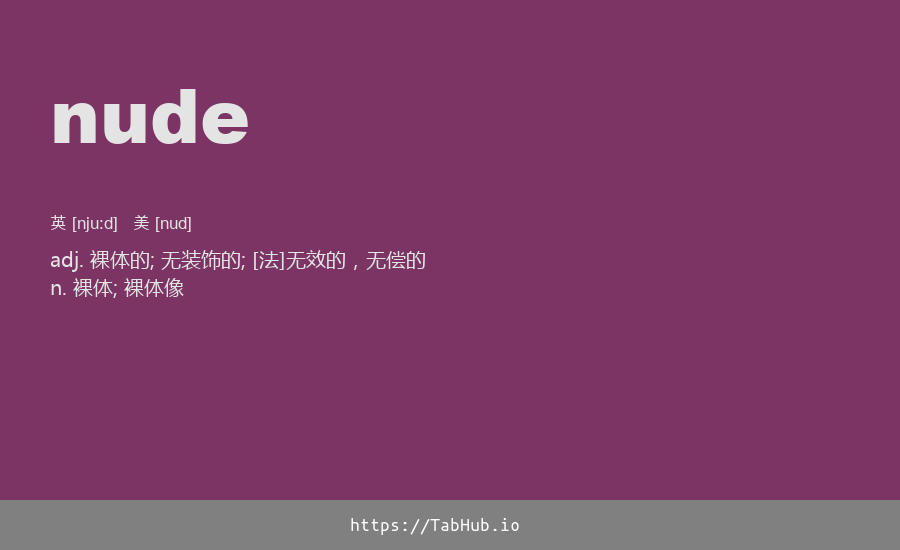 nude
英 [njuːd] 美 [nud]
adj. 裸体的; 无装饰的; [法]无效的，无偿的
n. 裸体; 裸体像
https://TabHub.io